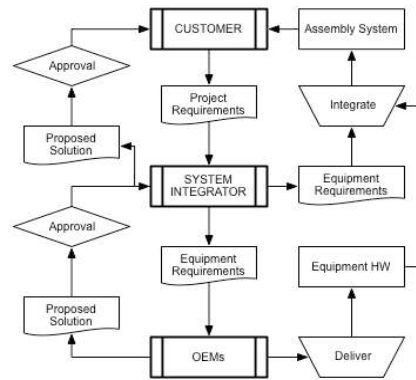 CUSTOMER
Assembly System
Approval
Project
Requirements
Integrate
Proposed
Solution
SYSTEM
INTEGRATOR
Equipment
Requirements
Approval
Equipment
Requirements
Equipment HW
Proposed
Solution
OEMs
Deliver